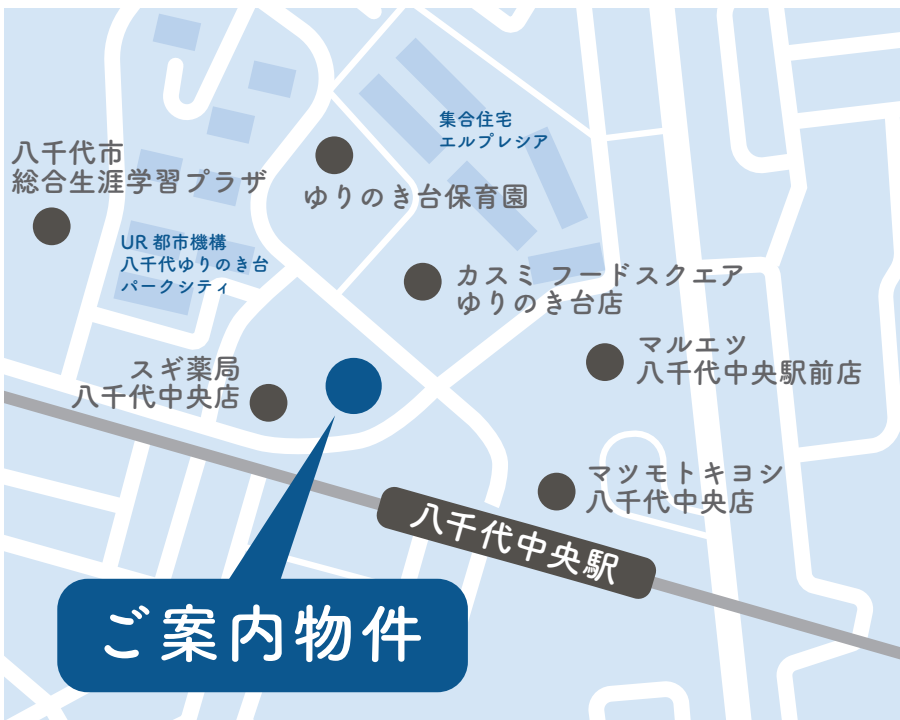 集合住宅
エルプレシア
八千代市
総合生涯学習プラザ
ゆりのき台保育園
UR 都市機構
八千代ゆりのき台
パークシティ
カスミ フードスクエア
ゆりのき台店
マルエツ
八千代中央駅前店
スギ薬局
八千代中央店
マツモトキヨシ
八千代中央店
八千代中央駅
ご案内物件